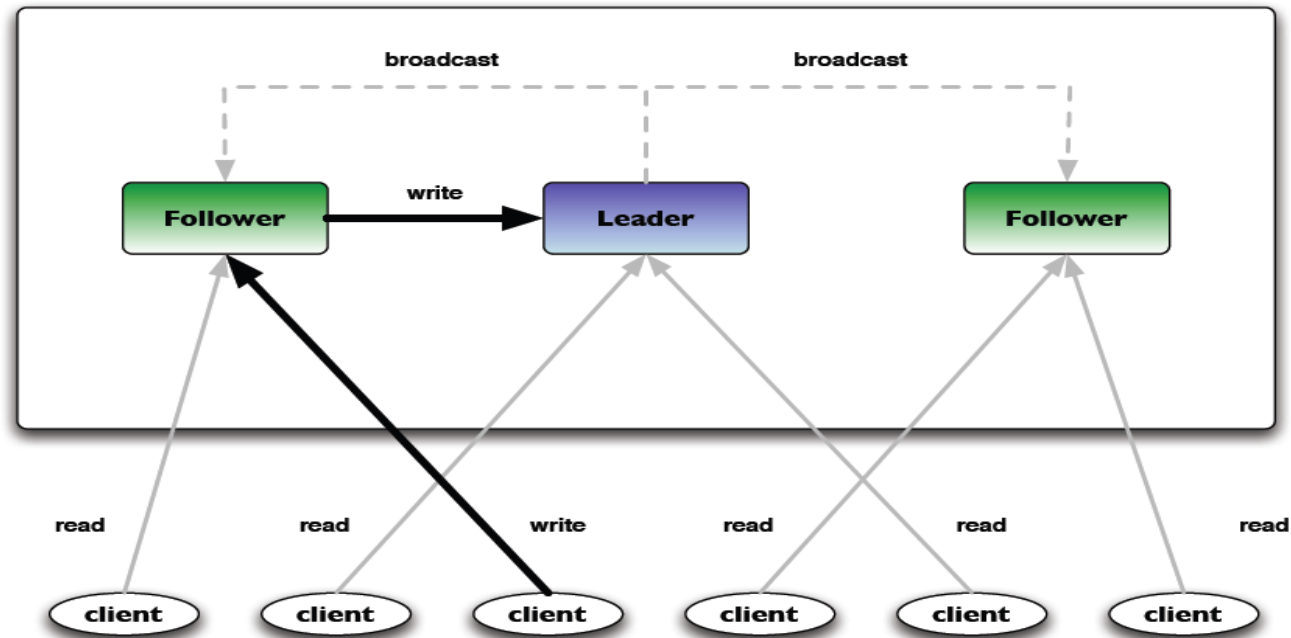 broadcast broadcast
write
Follower Leader Follower
read read write read read read
client client client client client client